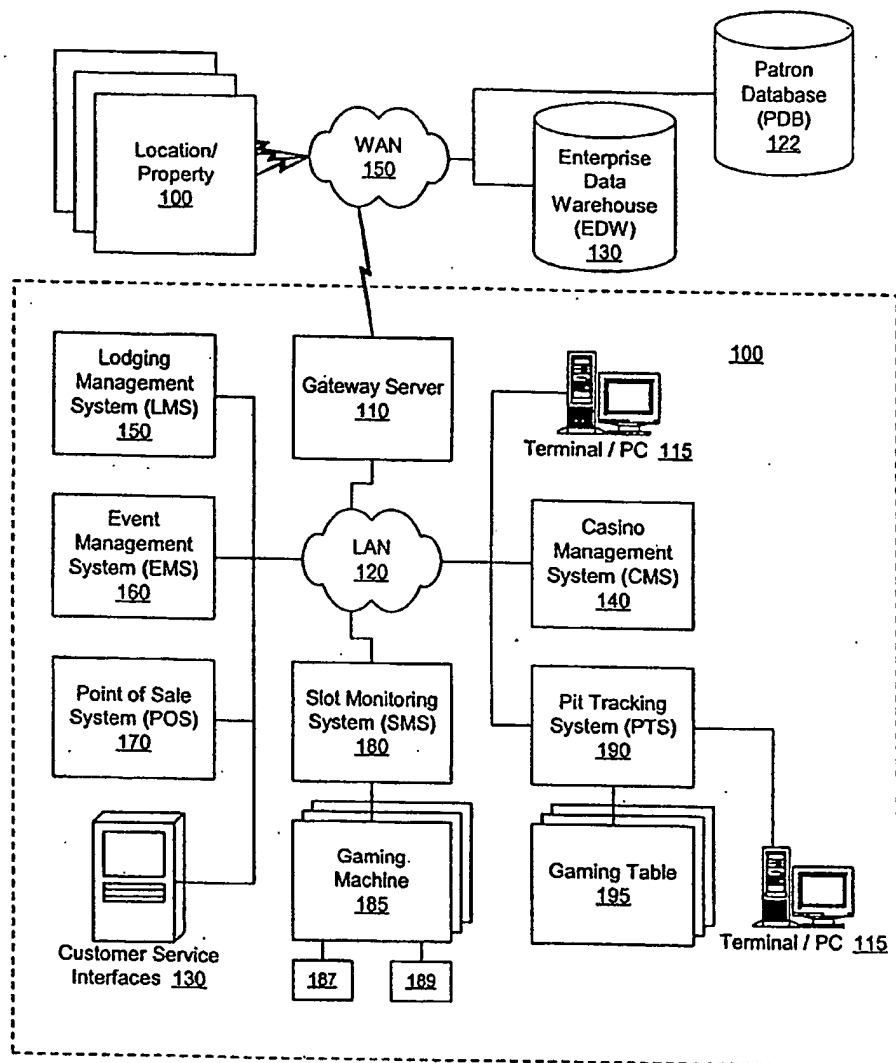 Location/
Property
100
WAN
150
Patron
Database
(PDB)
122
Enterprise
Data
Warehouse
(EDW)
130
100
Lodging
Management
System (LMS)
150
Gateway Server
110
Terminal / PC 115
Event
Management
System (EMS)
160
LAN
120
Casino
Management
System (CMS)
140
Point of Sale
System (POS)
170
Slot Monitoring
System (SMS)
180
Pit Tracking
System (PTS)
190
Gaming
Machine
185
Gaming Table
195
Customer Service
Interfaces 130
187
189
Terminal / PC 115